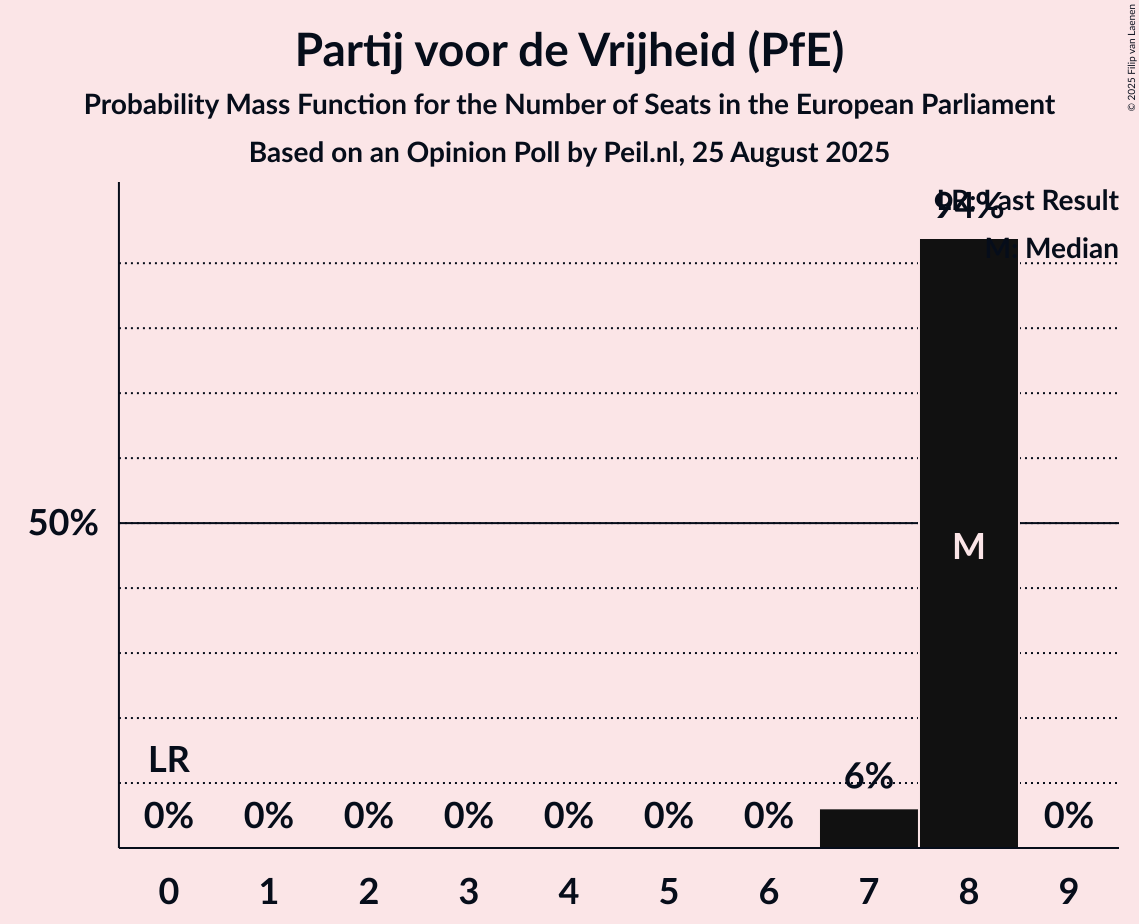 Partij voor de Vrijheid (PfE)
Probability Mass Function for the Number of Seats in the European Parliament
Based on an Opinion Poll by Peil.nl, 25 August 2025
© 2025 Filip van Laenen
LR: Last Result
94%
M: Median
50%
M
LR
6%
0% 0% 0% 0% 0% 0% 0% 0%
0 1 2 3 4 5 6 7 8 9